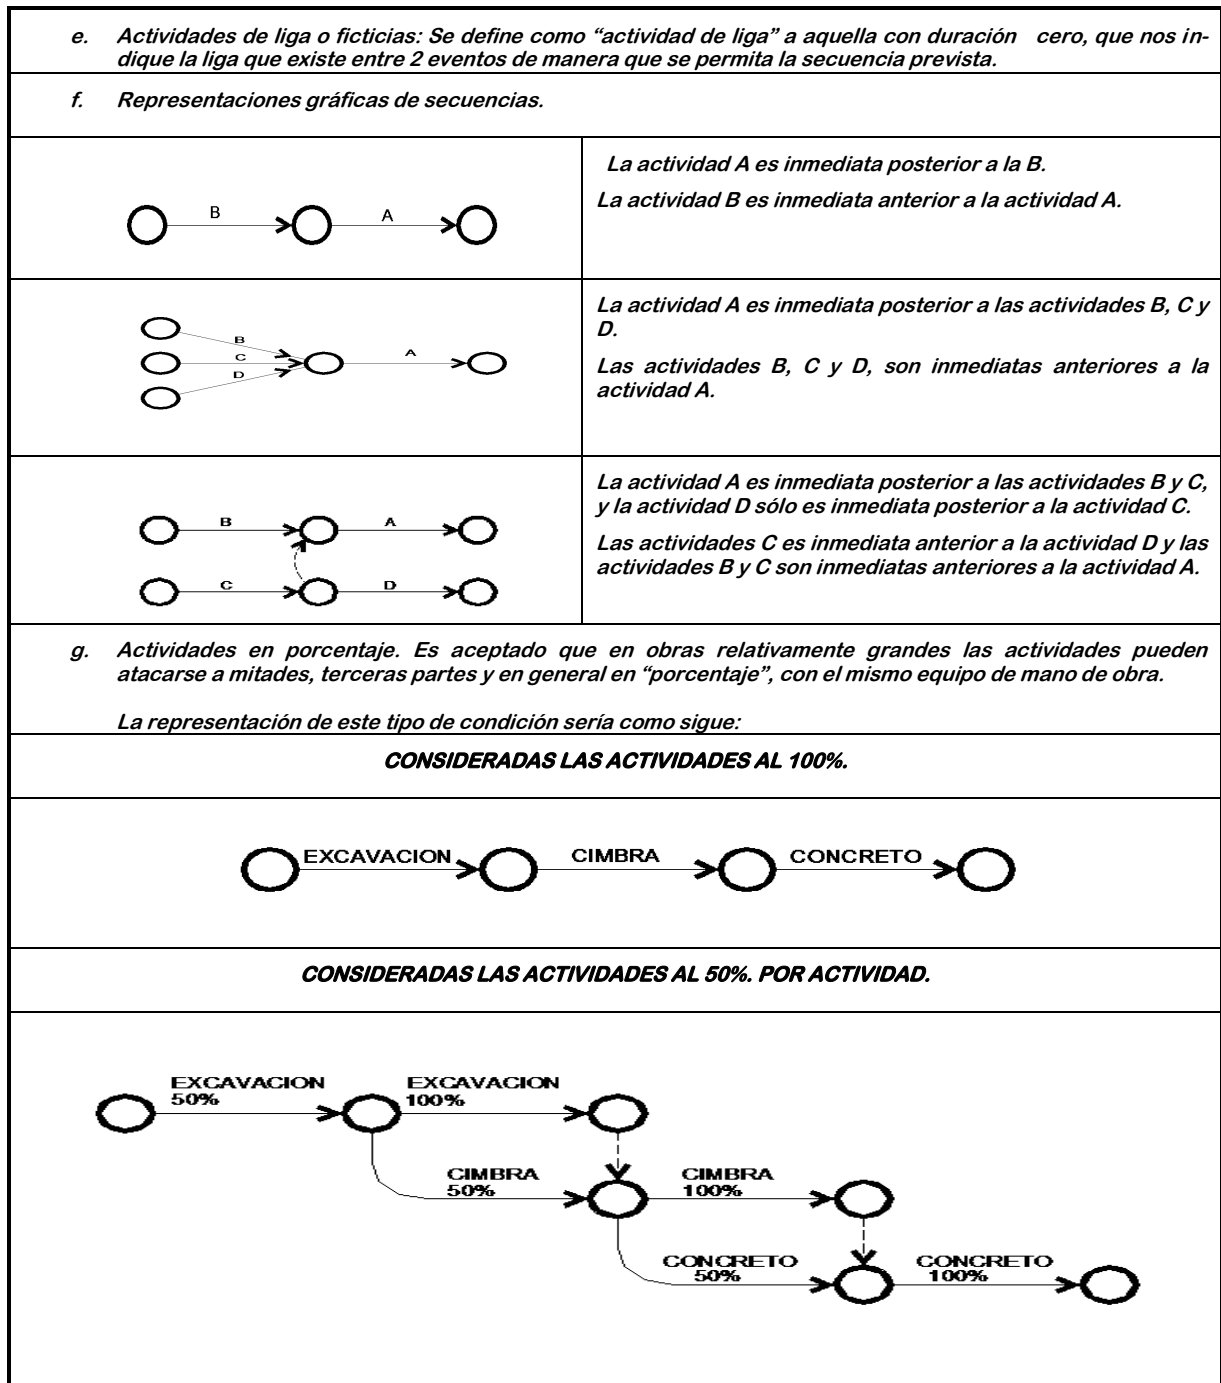 e. Actividades de liga o ficticias: Se define como “actividad de liga” a aquella con duración cero, que nos in-
dique la liga que existe entre 2 eventos de manera que se permita la secuencia prevista.
f. Representaciones gráficas de secuencias.
B A
La actividad A es inmediata posterior a la B.
La actividad B es inmediata anterior a la actividad A.
B
C
D
A
La actividad A es inmediata posterior a las actividades B, C y
D.
Las actividades B, C y D, son inmediatas anteriores a la
actividad A.
B A
C D
La actividad A es inmediata posterior a las actividades B y C,
y la actividad D sólo es inmediata posterior a la actividad C.
Las actividades C es inmediata anterior a la actividad D y las
actividades B y C son inmediatas anteriores a la actividad A.
g. Actividades en porcentaje. Es aceptado que en obras relativamente grandes las actividades pueden
atacarse a mitades, terceras partes y en general en “porcentaje”, con el mismo equipo de mano de obra.
La representación de este tipo de condición sería como sigue:
CONSIDERADAS LAS ACTIVIDADES AL 100%.
EXCAVACION CIMBRA CONCRETO
CONSIDERADAS LAS ACTIVIDADES AL 50%. POR ACTIVIDAD.
EXCAVACION EXCAVACION
50% 100%
CIMBRA CIMBRA
50% 100%
CONCRETO CONCRETO
50% 100%